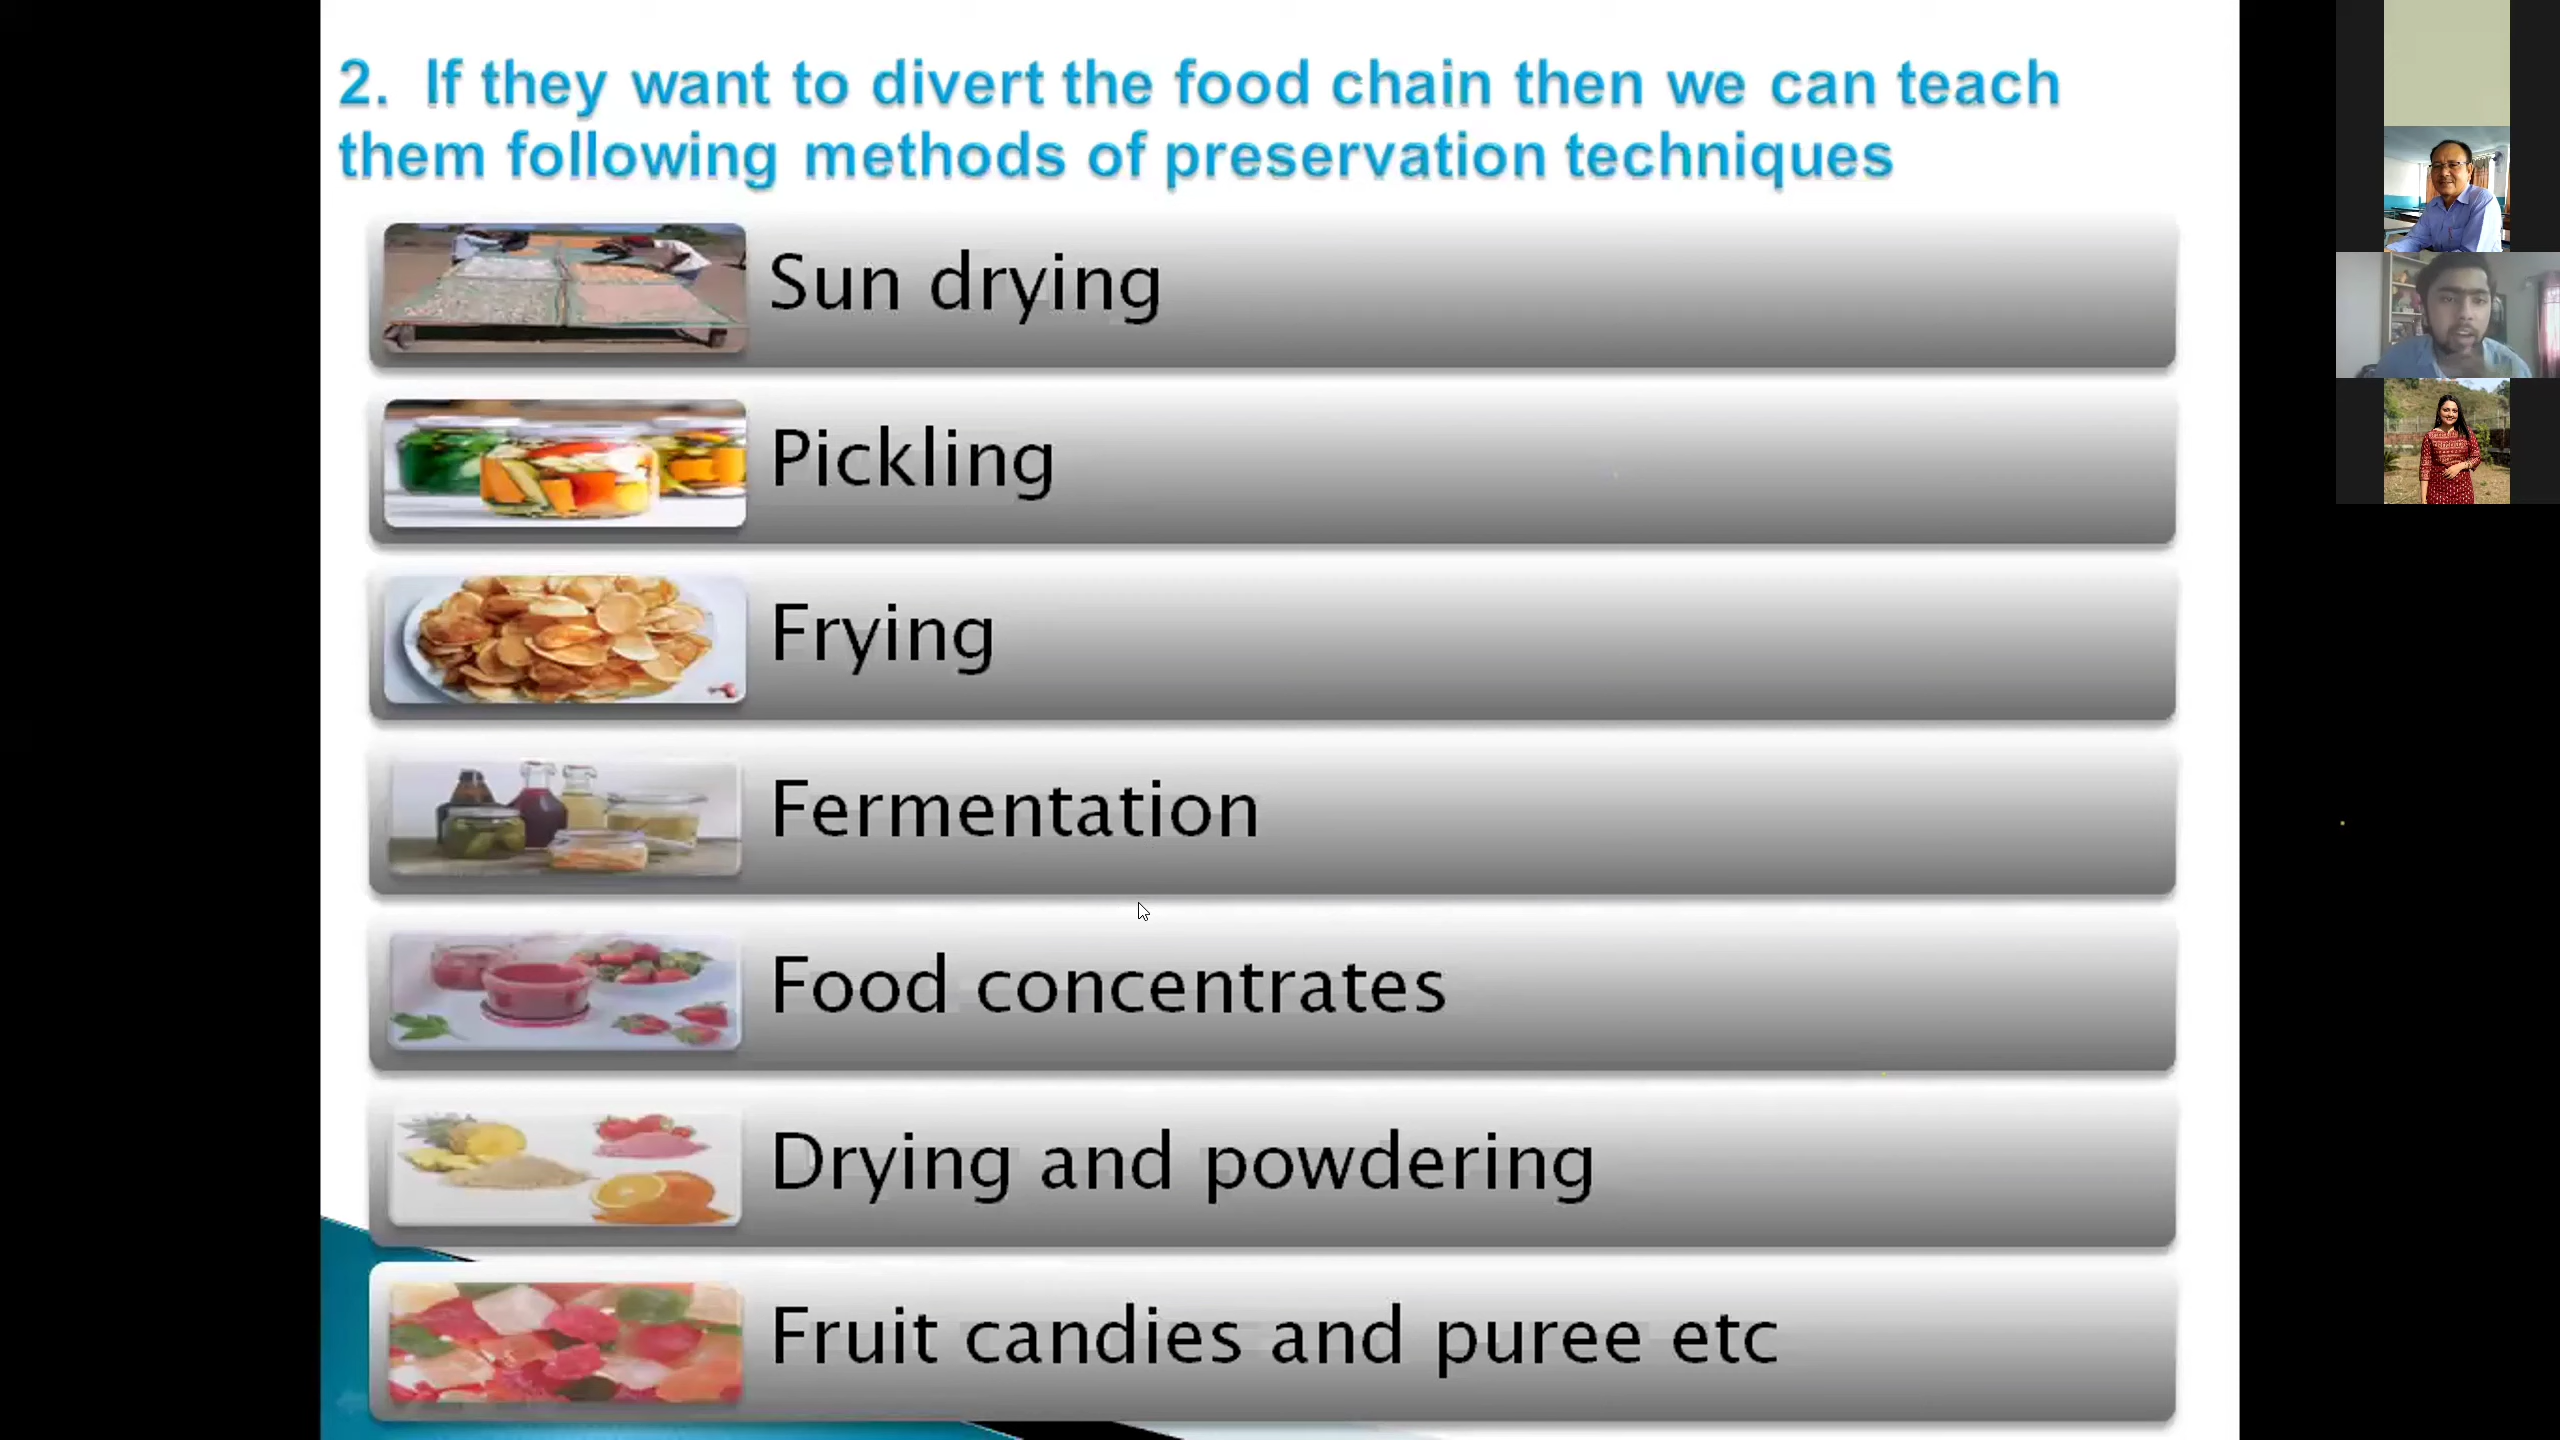 2. If they want to divert the food chain then we can teach
them following methods of preservation techniques
Sun drying
Pickling
Frying
Fermentation
Food concentrates
Drying and powdering
Fruit candies and puree etc